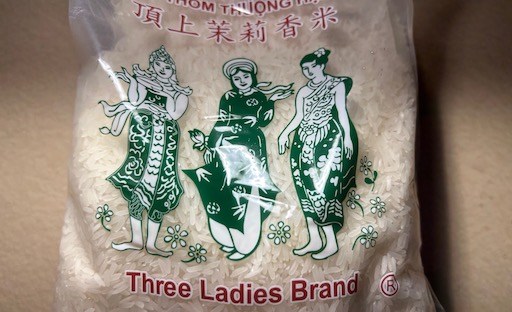 THƠM THƯỢNG
頂上茉莉香米
Three Ladies Brand ®